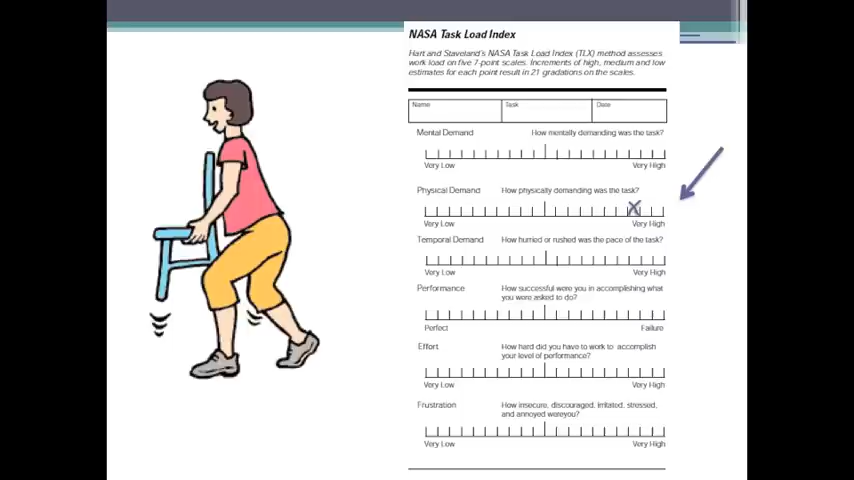 NASA Task Load Index
Hart and Staveland's NASA Task Load Index (TLX) method assesses
work load on five 7-point scales. Increments of high, medium and low
estimates for each point result in 21 gradations on the scales.
Name Task Date
Mental Demand How mentally demanding was the task?
Very Low Very High
Physical Demand How physically demanding was the task?
X
Very Low Very High
Temporal Demand How hurried or rushed was the pace of the task?
Very Low Very High
Performance How successful were you in accomplishing what
you were asked to do?
Perfect Failure
Effort How hard did you have to work to accomplish
your level of performance?
Very Low Very High
Frustration How insecure, discouraged, irritated, stressed,
and annoyed wereyou?
Very Low Very High